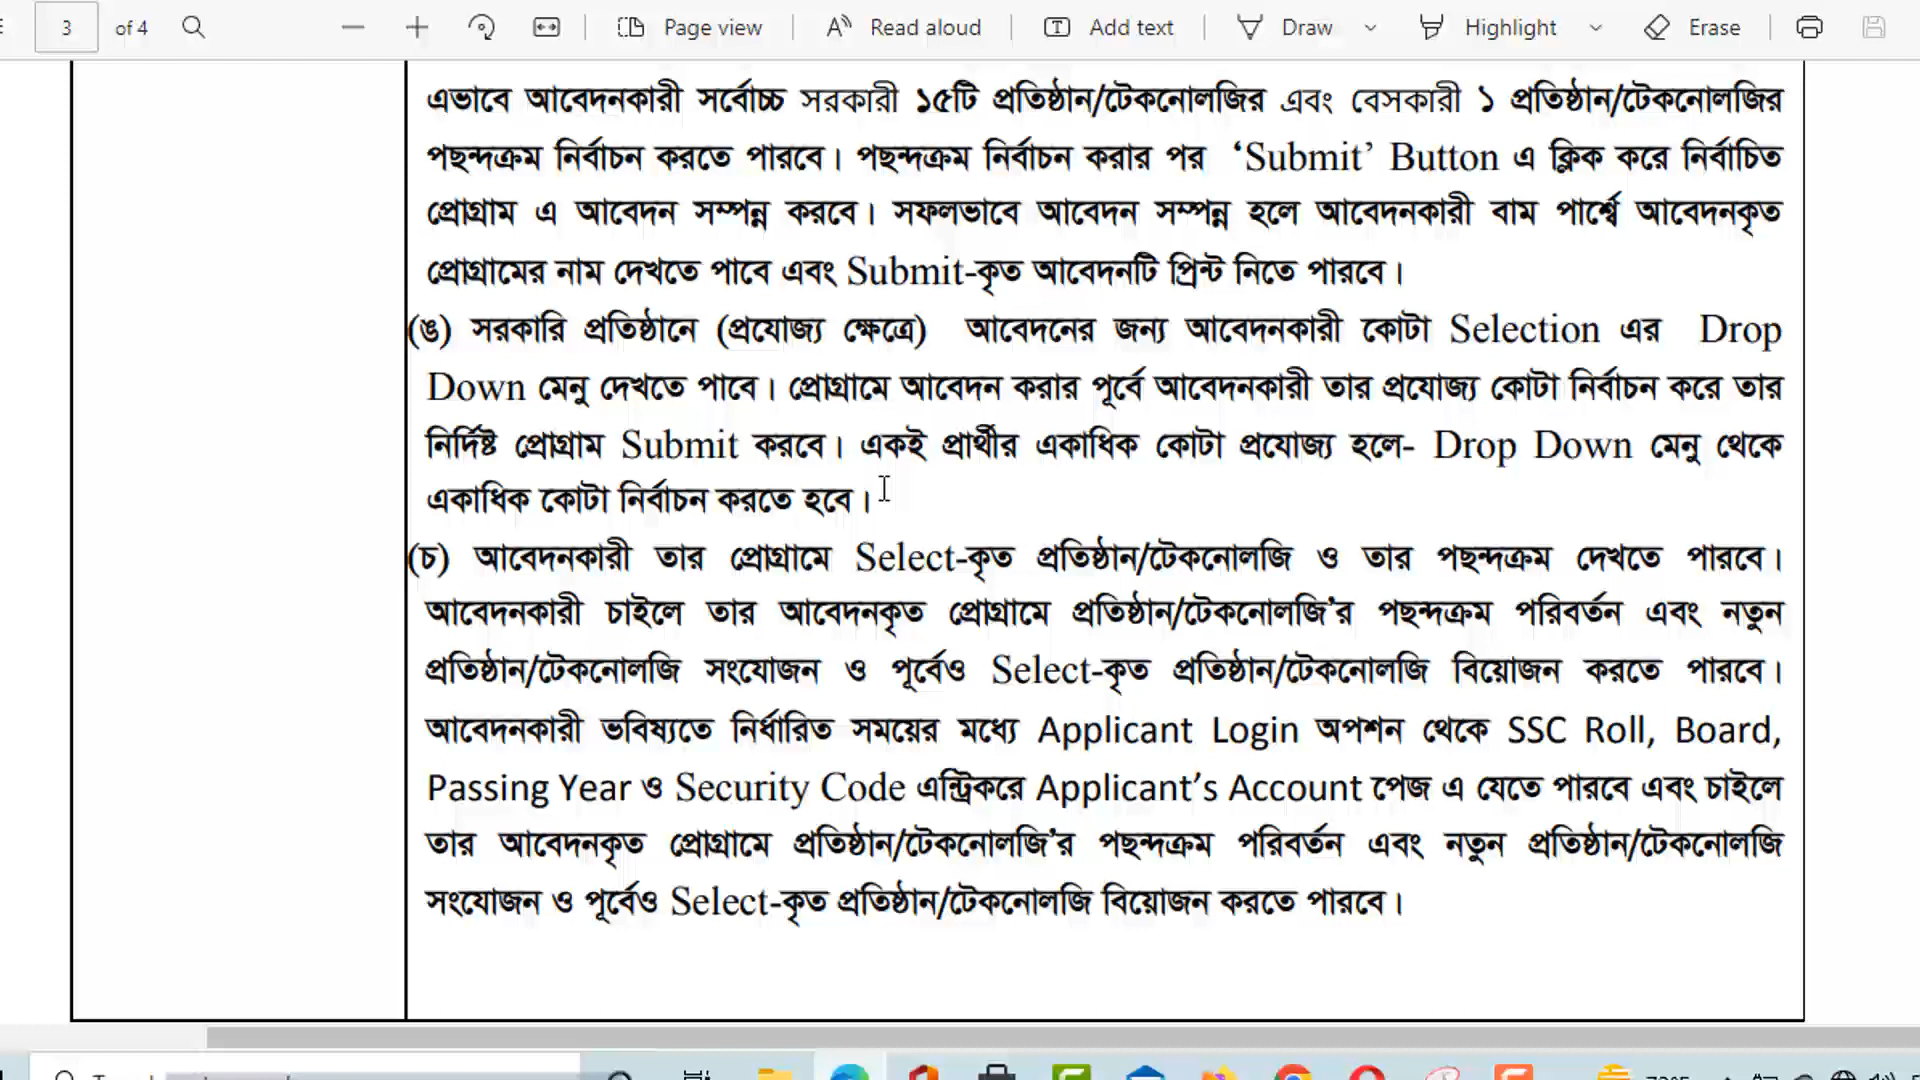 3 of 4 Page view Read aloud Add text Draw Highlight Erase
এভাবে আবেদনকারী সর্বোচ্চ সরকারী ১৫টি প্রতিষ্ঠান/টেকনোলজির এবং বেসকারী ১ প্রতিষ্ঠান/টেকনোলজির
পছন্দক্রম নির্বাচন করতে পারবে। পছন্দক্রম নির্বাচন করার পর ‘Submit’ Button এ ক্লিক করে নির্বাচিত
প্রোগ্রাম এ আবেদন সম্পন্ন করবে। সফলভাবে আবেদন সম্পন্ন হলে আবেদনকারী বাম পার্শ্বে আবেদনকৃত
প্রোগ্রামের নাম দেখতে পাবে এবং Submit-কৃত আবেদনটি প্রিন্ট নিতে পারবে।
(ঙ) সরকারি প্রতিষ্ঠানে (প্রযোজ্য ক্ষেত্রে) আবেদনের জন্য আবেদনকারী কোটা Selection এর Drop
Down মেনু দেখতে পাবে। প্রোগ্রামে আবেদন করার পূর্বে আবেদনকারী তার প্রযোজ্য কোটা নির্বাচন করে তার
নির্দিষ্ট প্রোগ্রাম Submit করবে। একই প্রার্থীর একাধিক কোটা প্রযোজ্য হলে- Drop Down মেনু থেকে
একাধিক কোটা নির্বাচন করতে হবে।
(চ) আবেদনকারী তার প্রোগ্রামে Select-কৃত প্রতিষ্ঠান/টেকনোলজি ও তার পছন্দক্রম দেখতে পারবে।
আবেদনকারী চাইলে তার আবেদনকৃত প্রোগ্রামে প্রতিষ্ঠান/টেকনোলজি’র পছন্দক্রম পরিবর্তন এবং নতুন
প্রতিষ্ঠান/টেকনোলজি সংযোজন ও পূর্বেও Select-কৃত প্রতিষ্ঠান/টেকনোলজি বিয়োজন করতে পারবে।
আবেদনকারী ভবিষ্যতে নির্ধারিত সময়ের মধ্যে Applicant Login অপশন থেকে SSC Roll, Board,
Passing Year ও Security Code এন্ট্রিকরে Applicant’s Account পেজ এ যেতে পারবে এবং চাইলে
তার আবেদনকৃত প্রোগ্রামে প্রতিষ্ঠান/টেকনোলজি’র পছন্দক্রম পরিবর্তন এবং নতুন প্রতিষ্ঠান/টেকনোলজি
সংযোজন ও পূর্বেও Select-কৃত প্রতিষ্ঠান/টেকনোলজি বিয়োজন করতে পারবে।